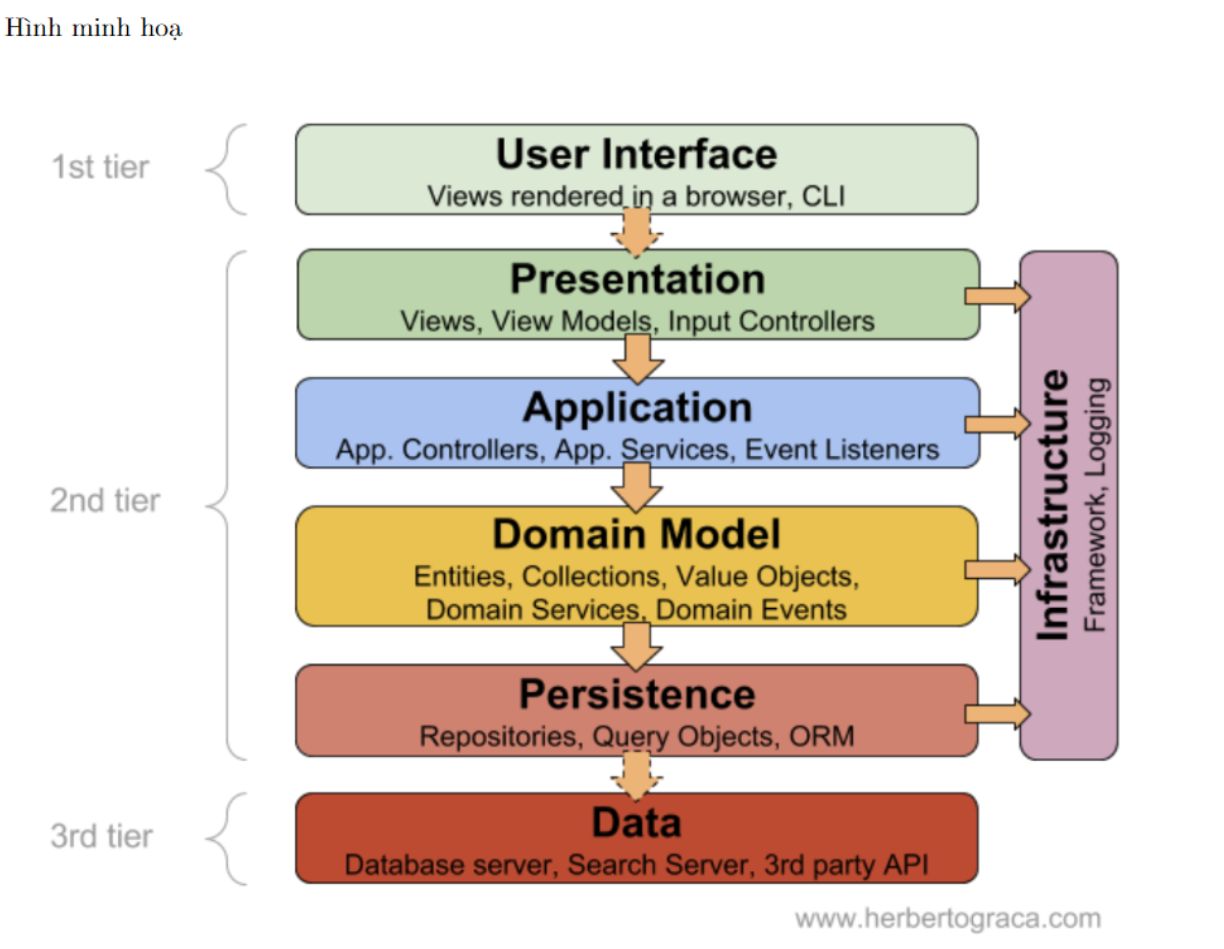 Hình minh hoạ
1st tier
User Interface
Views rendered in a browser, CLI
Presentation
Views, View Models, Input Controllers
Application
App. Controllers, App. Services, Event Listeners
2nd tier
Domain Model
Entities, Collections, Value Objects,
Domain Services, Domain Events
Persistence
Repositories, Query Objects, ORM
Infrastructure
Framework, Logging
3rd tier
Data
Database server, Search Server, 3rd party API
www.herbertograca.com